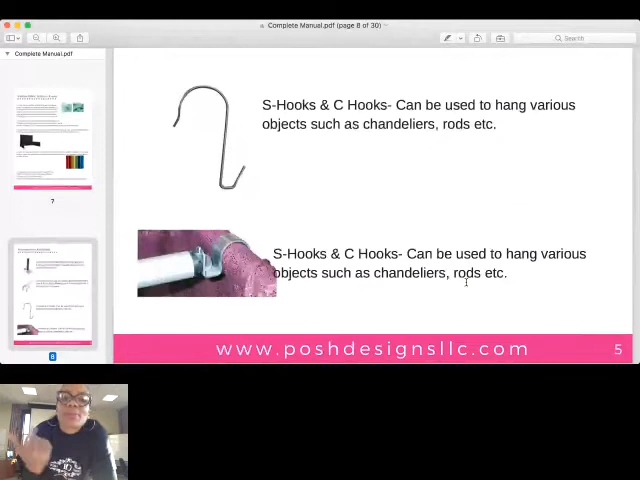 Complete Manual.pdf (page 8 of 30)
Search
Complete Manual.pdf
S-Hooks & C Hooks- Can be used to hang various
objects such as chandeliers, rods etc.
7
S-Hooks & C Hooks- Can be used to hang various
objects such as chandeliers, rods etc.
www.poshdesignsllc.com 5
8